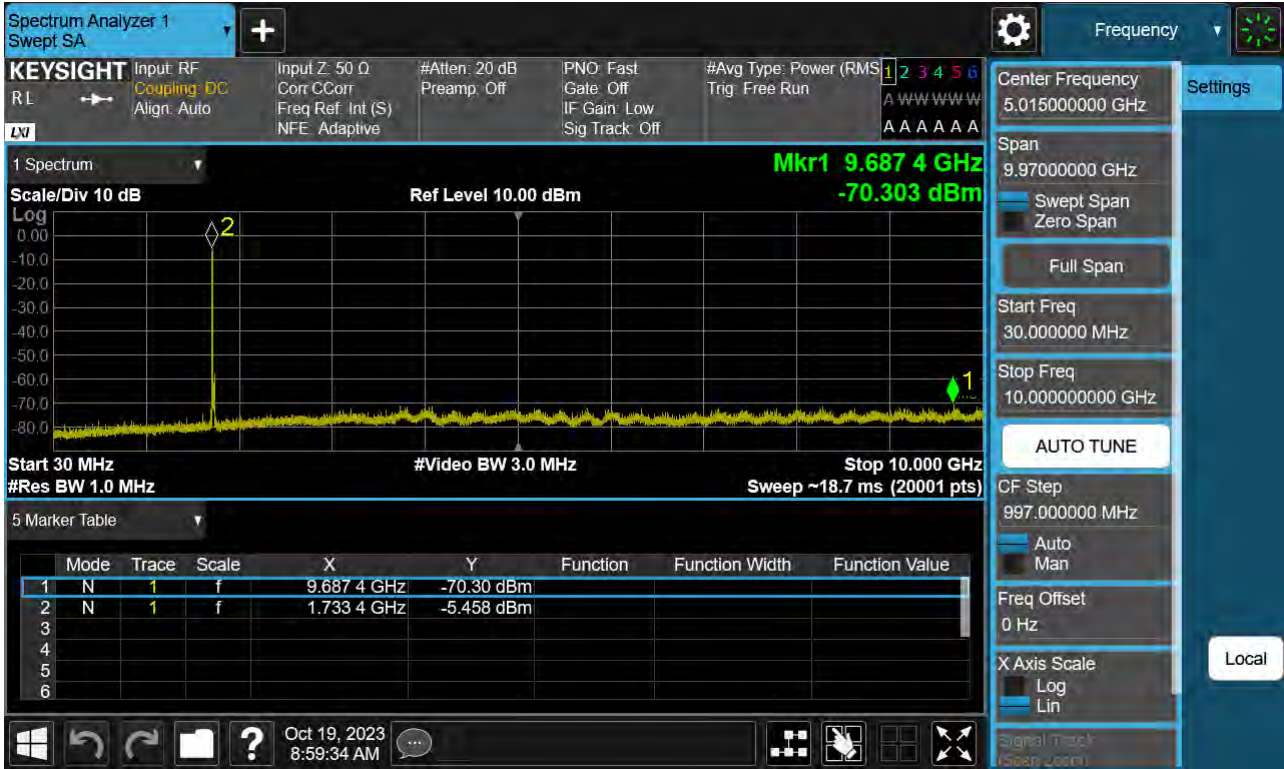 Spectrum Analyzer 1
Swept SA
+
Frequency
KEYSIGHT
RL
LXI
Input: RF
Coupling: DC
Align: Auto
Input Z: 50 Ω
Corr CCorr
Freq Ref: Int (S)
NFE: Adaptive
#Atten: 20 dB
Preamp: Off
PNO: Fast
Gate: Off
IF Gain: Low
Sig Track: Off
#Avg Type: Power (RMS
Trig: Free Run
1 2 3 4 5 6
A W W W W W
A A A A A A
1 Spectrum
Mkr1 9.687 4 GHz
Scale/Div 10 dB
Ref Level 10.00 dBm
-70.303 dBm
Log
0.00
-10.0
-20.0
-30.0
-40.0
-50.0
-60.0
-70.0
-80.0
2
1
Start 30 MHz
#Video BW 3.0 MHz
Stop 10.000 GHz
#Res BW 1.0 MHz
Sweep ~18.7 ms (20001 pts)
5 Marker Table
Mode Trace Scale X Y Function Function Width Function Value
1 N 1 f 9.687 4 GHz -70.30 dBm
2 N 1 f 1.733 4 GHz -5.458 dBm
3
4
5
6
?
Oct 19, 2023
8:59:34 AM
Center Frequency
5.015000000 GHz
Settings
Span
9.97000000 GHz
Swept Span
Zero Span
Full Span
Start Freq
30.000000 MHz
Stop Freq
10.000000000 GHz
AUTO TUNE
CF Step
997.000000 MHz
Auto
Man
Freq Offset
0 Hz
X Axis Scale
Log
Lin
Local
Signal Track
(Span Zoom)